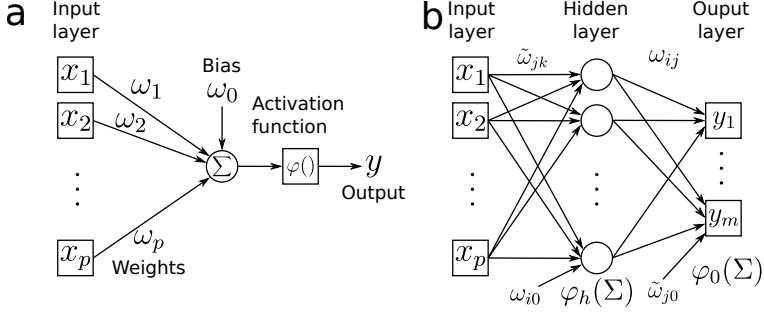 a
Input
layer
x₁
x₂
⋮
xₚ
ω₁
ω₂
ωₚ
Weights
Bias
ω₀
Σ
Activation
function
φ()
y
Output
b
Input
layer
Hidden
layer
Ouput
layer
ω̃ⱼₖ
ωᵢⱼ
x₁
x₂
⋮
xₚ
⋮
y₁
⋮
yₘ
ωᵢ₀
φₕ(Σ)
ω̃ⱼ₀
φ₀(Σ)